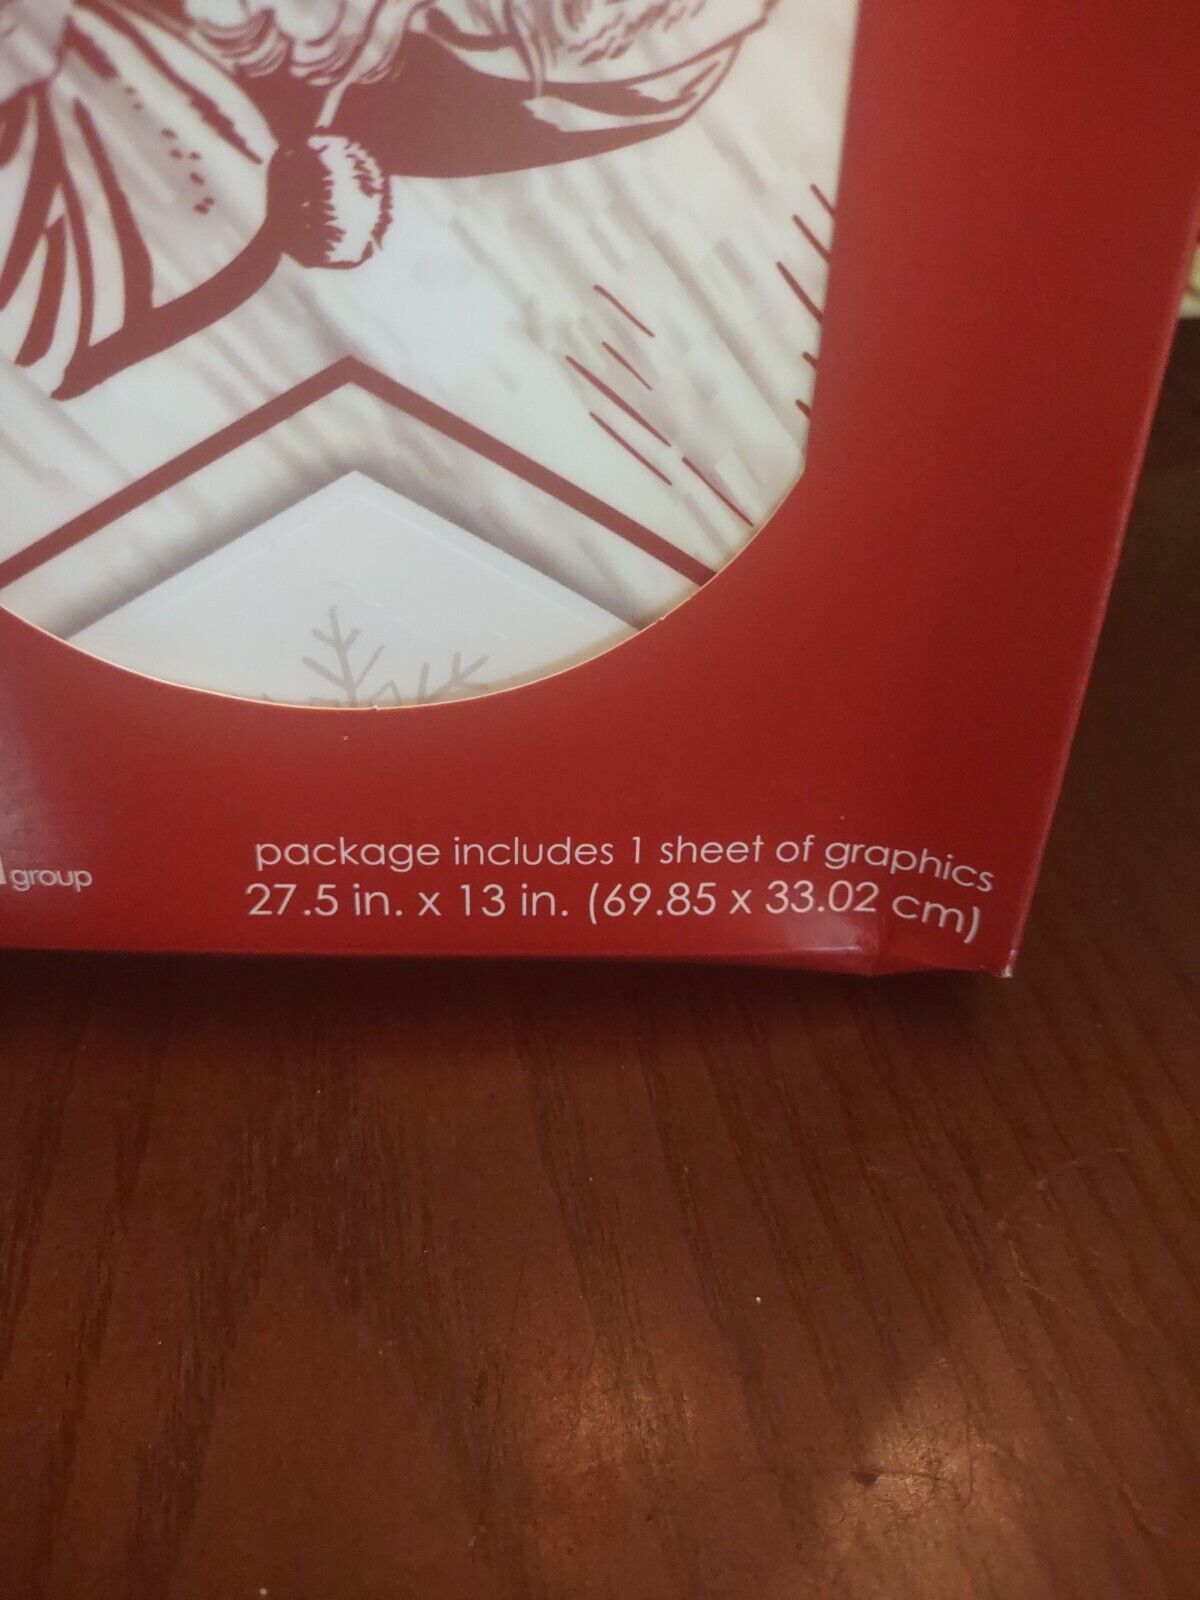 group
package includes 1 sheet of graphics
27.5 in. x 13 in. (69.85 x 33.02 cm)